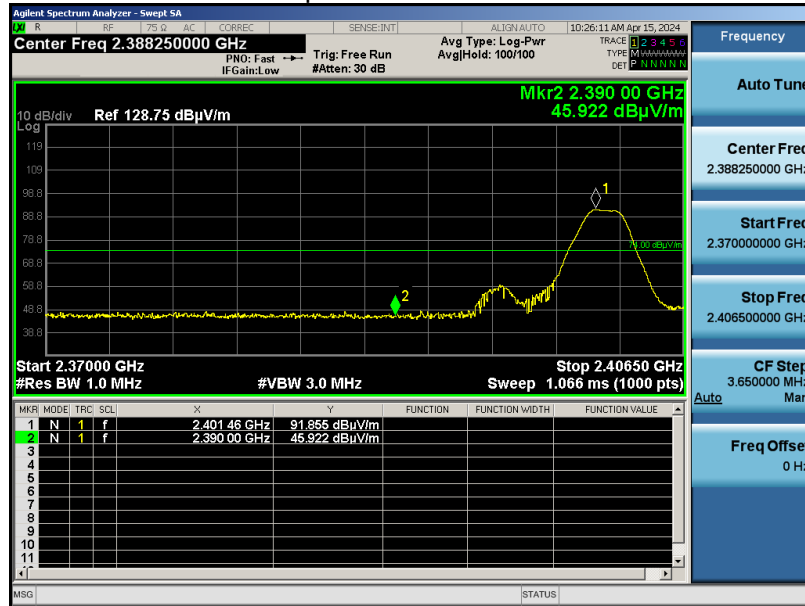 Agilent Spectrum Analyzer - Swept SA
LXI R RF 75 Ω AC CORREC SENSE:INT ALIGN AUTO 10:26:11 AM Apr 15, 2024
Center Freq 2.388250000 GHz
PNO: Fast
IFGain:Low
Trig: Free Run
#Atten: 30 dB
Avg Type: Log-Pwr
Avg|Hold: 100/100
TRACE 1 2 3 4 5 6
TYPE M
DET P N N N N N
Mkr2 2.390 00 GHz
45.922 dBµV/m
10 dB/div Ref 128.75 dBµV/m
Log
119
109
98.8
88.8
78.8
68.8
58.8
48.8
38.8
1
2
74.00 dBµV/m
Start 2.37000 GHz Stop 2.40650 GHz
#Res BW 1.0 MHz #VBW 3.0 MHz Sweep 1.066 ms (1000 pts)
MKR MODE TRC SCL X Y FUNCTION FUNCTION WIDTH FUNCTION VALUE
1 N 1 f 2.401 46 GHz 91.855 dBµV/m
2 N 1 f 2.390 00 GHz 45.922 dBµV/m
3
4
5
6
7
8
9
10
11
MSG STATUS
Frequency
Auto Tune
Center Freq
2.388250000 GHz
Start Freq
2.370000000 GHz
Stop Freq
2.406500000 GHz
CF Step
3.650000 MHz
Auto Man
Freq Offset
0 Hz